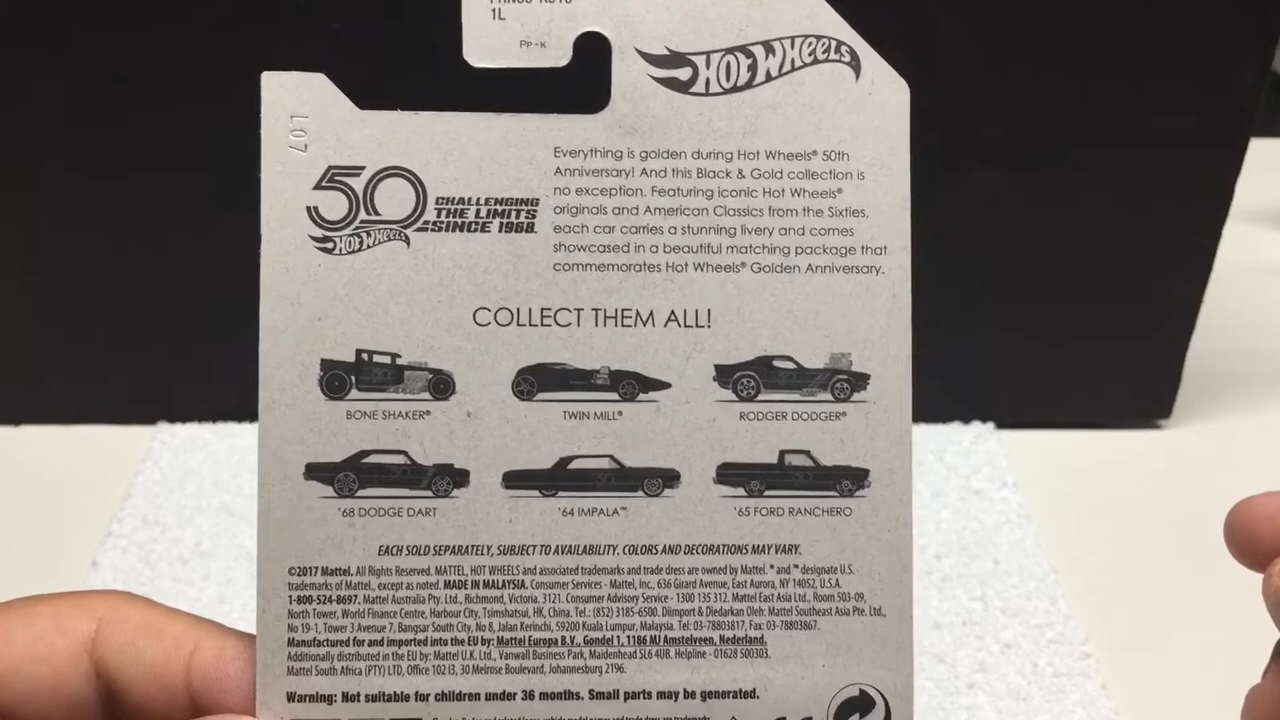 1L
PP-K
HOT WHEELS
L07
50
HOT WHEELS
CHALLENGING
THE LIMITS
SINCE 1968.
Everything is golden during Hot Wheels® 50th
Anniversary! And this Black & Gold collection is
no exception. Featuring iconic Hot Wheels®
originals and American Classics from the Sixties,
each car carries a stunning livery and comes
showcased in a beautiful matching package that
commemorates Hot Wheels® Golden Anniversary.
COLLECT THEM ALL!
BONE SHAKER®
TWIN MILL®
RODGER DODGER®
'68 DODGE DART
'64 IMPALA™
'65 FORD RANCHERO
EACH SOLD SEPARATELY, SUBJECT TO AVAILABILITY. COLORS AND DECORATIONS MAY VARY.
©2017 Mattel. All Rights Reserved. MATTEL, HOT WHEELS and associated trademarks and trade dress are owned by Mattel. ® and ™ designate U.S.
trademarks of Mattel, except as noted. MADE IN MALAYSIA. Consumer Services - Mattel, Inc., 636 Girard Avenue, East Aurora, NY 14052, U.S.A.
1-800-524-8697. Mattel Australia Pty. Ltd., Richmond, Victoria. 3121. Consumer Advisory Service - 1300 135 312. Mattel East Asia Ltd., Room 503-09,
North Tower, World Finance Centre, Harbour City, Tsimshatsui, HK, China. Tel.: (852) 3185-6500. Diimport & Diedarkan Oleh: Mattel Southeast Asia Pte. Ltd.,
No 19-1, Tower 3 Avenue 7, Bangsar South City, No 8, Jalan Kerinchi, 59200 Kuala Lumpur, Malaysia. Tel: 03-78803817, Fax: 03-78803867.
Manufactured for and imported into the EU by: Mattel Europa B.V., Gondel 1, 1186 MJ Amstelveen, Nederland.
Additionally distributed in the EU by: Mattel U.K. Ltd., Vanwall Business Park, Maidenhead SL6 4UB. Helpline - 01628 500303.
Mattel South Africa (PTY) LTD, Office 102 I3, 30 Melrose Boulevard, Johannesburg 2196.
Warning: Not suitable for children under 36 months. Small parts may be generated.